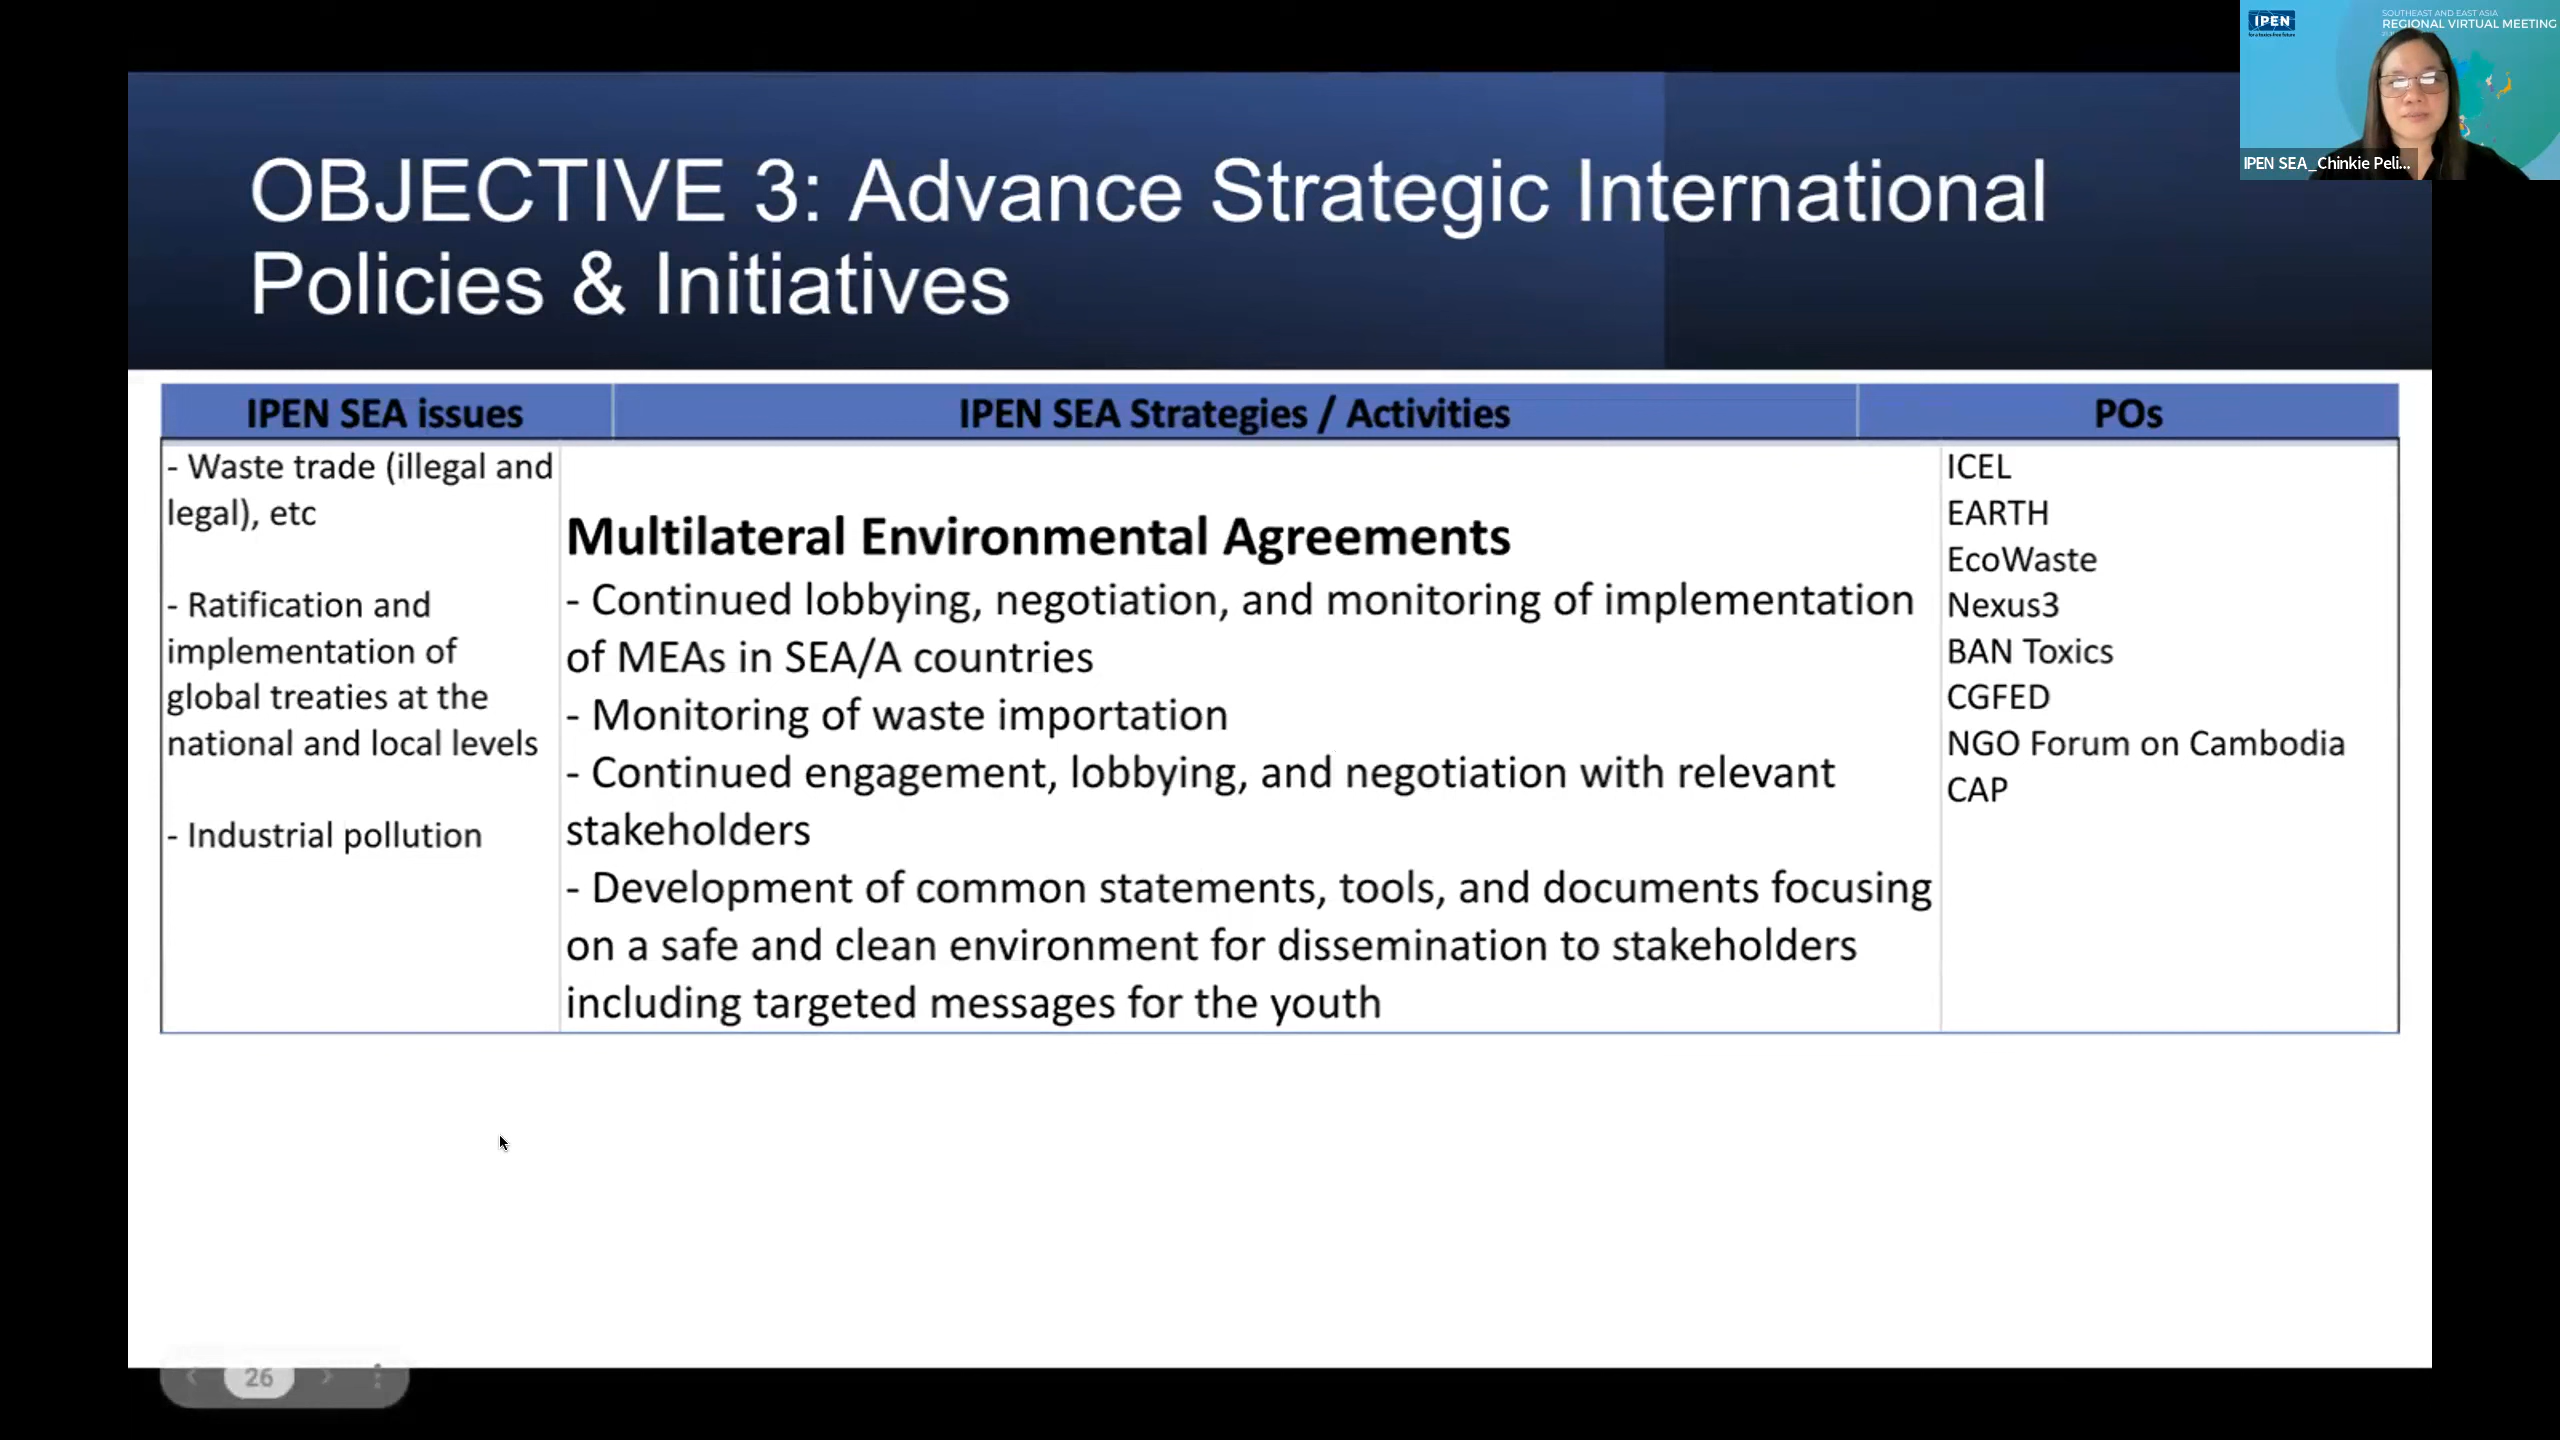 IPEN
for a toxics-free future
SOUTHEAST AND EAST ASIA
REGIONAL VIRTUAL MEETING
IPEN SEA_Chinkie Peli...
OBJECTIVE 3: Advance Strategic International
Policies & Initiatives
IPEN SEA issues
- Waste trade (illegal and
legal), etc
- Ratification and
implementation of
global treaties at the
national and local levels
- Industrial pollution
IPEN SEA Strategies / Activities
Multilateral Environmental Agreements
- Continued lobbying, negotiation, and monitoring of implementation
of MEAs in SEA/A countries
- Monitoring of waste importation
- Continued engagement, lobbying, and negotiation with relevant
stakeholders
- Development of common statements, tools, and documents focusing
on a safe and clean environment for dissemination to stakeholders
including targeted messages for the youth
POs
ICEL
EARTH
EcoWaste
Nexus3
BAN Toxics
CGFED
NGO Forum on Cambodia
CAP
26